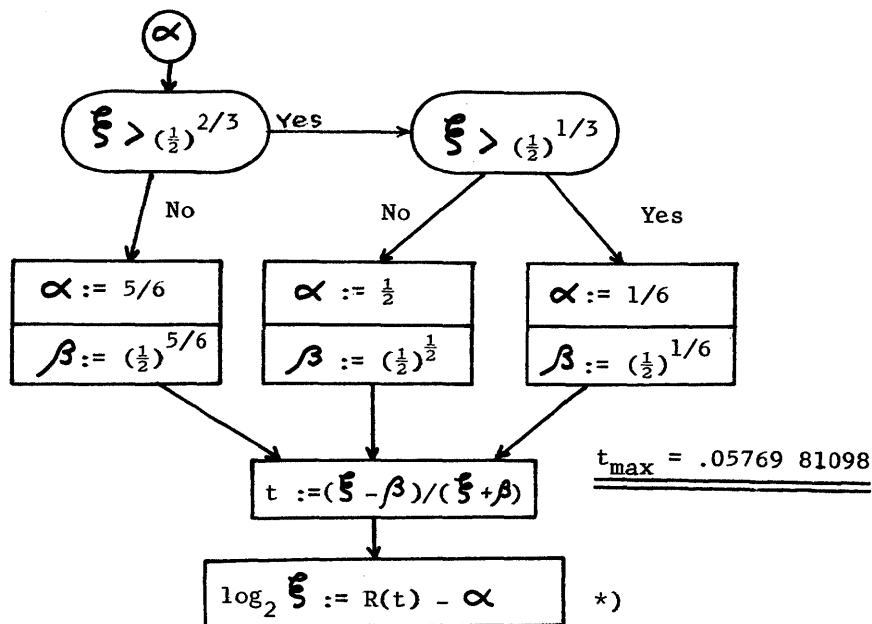 α
ξ > (½)^2/3
Yes
ξ > (½)^1/3
No
No
Yes
α := 5/6
β := (½)^5/6
α := ½
β := (½)^½
α := 1/6
β := (½)^1/6
t := (ξ - β)/(ξ + β)
t_max = .05769 81098
log_2 ξ := R(t) - α *)